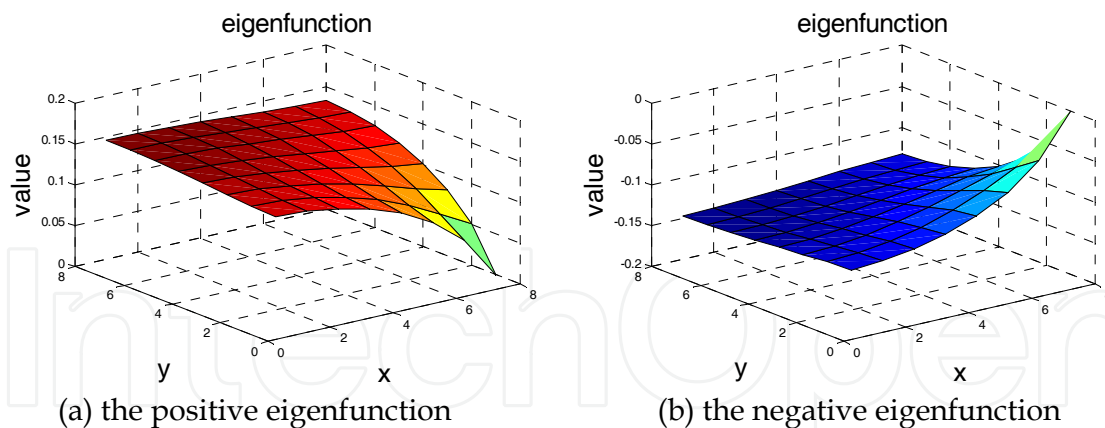 eigenfunction
0.2
0.15
0.1
0.05
0
value
8
6
4
2
0
y
0
2
4
6
8
x
(a) the positive eigenfunction
eigenfunction
0
-0.05
-0.1
-0.15
-0.2
value
8
6
4
2
0
y
0
2
4
6
x
(b) the negative eigenfunction
IntechOpen